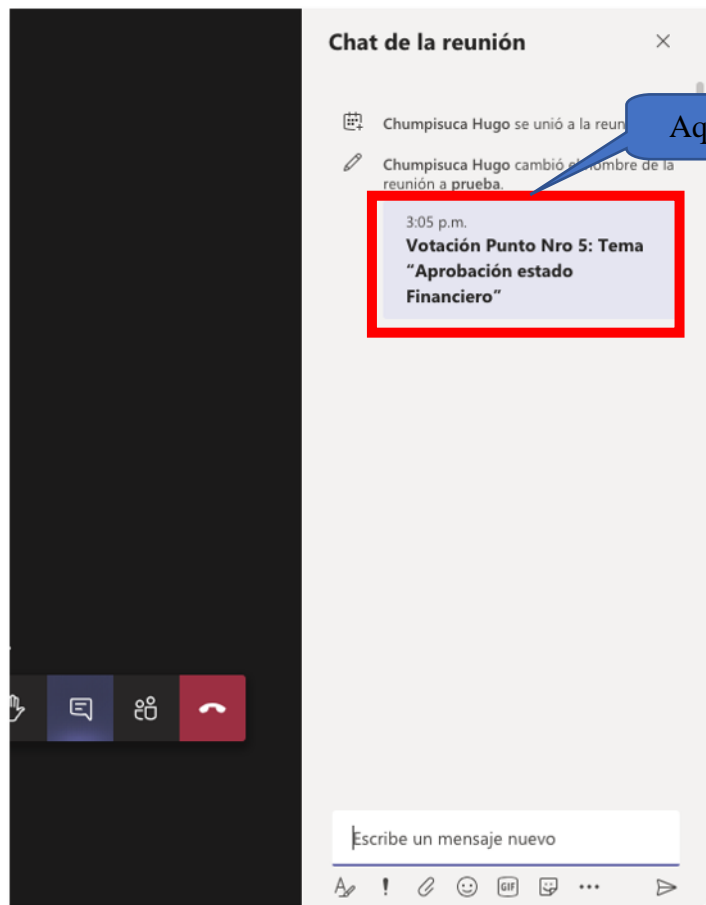 Chat de la reunión
Chumpisuca Hugo se unió a la reun
Aq
Chumpisuca Hugo cambió el nombre de la
reunión a prueba.
3:05 p.m.
Votación Punto Nro 5: Tema
“Aprobación estado
Financiero”
Escribe un mensaje nuevo
GIF